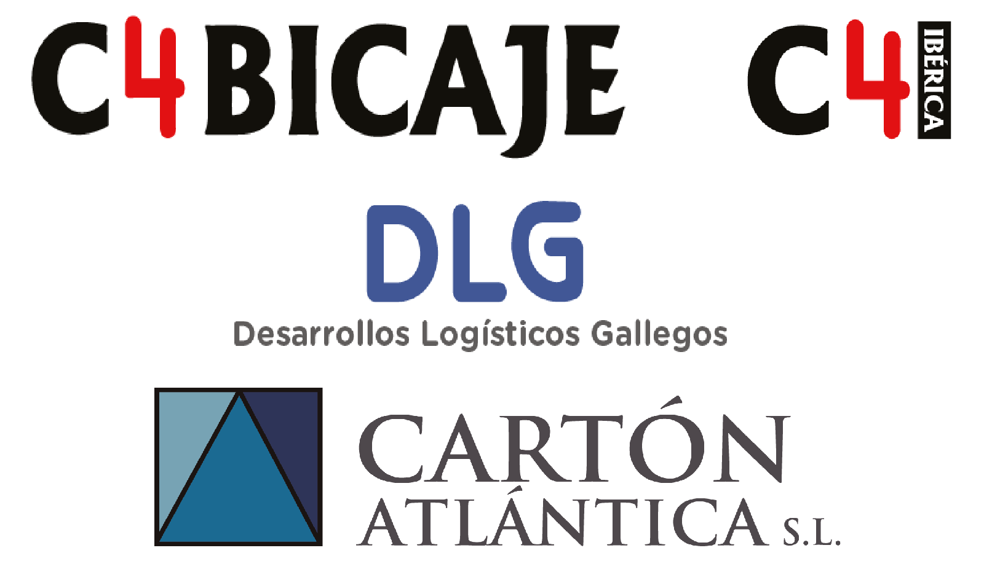 C4BICAJE
C4 IBÉRICA
DLG
Desarrollos Logísticos Gallegos
CARTÓN
ATLÁNTICA S.L.